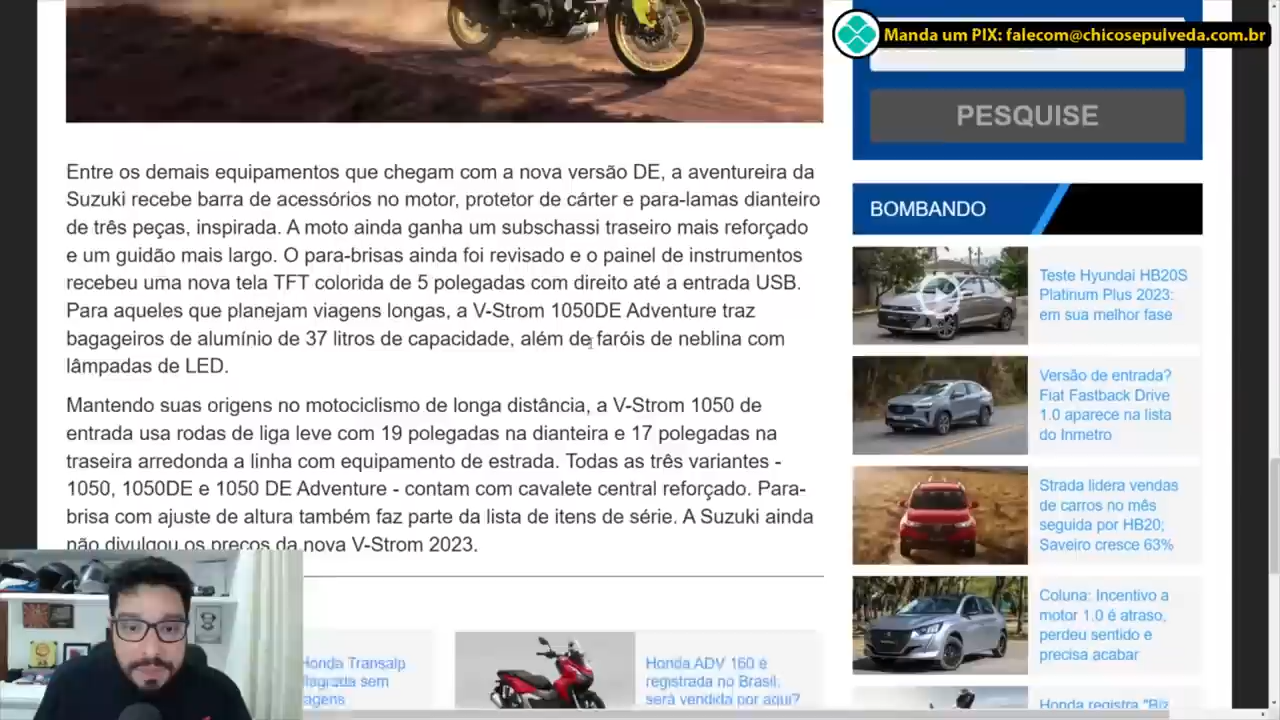 Manda um PIX: falecom@chicosepulveda.com.br
PESQUISE
Entre os demais equipamentos que chegam com a nova versão DE, a aventureira da
Suzuki recebe barra de acessórios no motor, protetor de cárter e para-lamas dianteiro
de três peças, inspirada. A moto ainda ganha um subschassi traseiro mais reforçado
e um guidão mais largo. O para-brisas ainda foi revisado e o painel de instrumentos
recebeu uma nova tela TFT colorida de 5 polegadas com direito até a entrada USB.
Para aqueles que planejam viagens longas, a V-Strom 1050DE Adventure traz
bagageiros de alumínio de 37 litros de capacidade, além de faróis de neblina com
lâmpadas de LED.
Mantendo suas origens no motociclismo de longa distância, a V-Strom 1050 de
entrada usa rodas de liga leve com 19 polegadas na dianteira e 17 polegadas na
traseira arredonda a linha com equipamento de estrada. Todas as três variantes -
1050, 1050DE e 1050 DE Adventure - contam com cavalete central reforçado. Para-
brisa com ajuste de altura também faz parte da lista de itens de série. A Suzuki ainda
não divulgou os preços da nova V-Strom 2023.
BOMBANDO
Teste Hyundai HB20S
Platinum Plus 2023:
em sua melhor fase
Versão de entrada?
Fiat Fastback Drive
1.0 aparece na lista
do Inmetro
Strada lidera vendas
de carros no mês
seguida por HB20;
Saveiro cresce 63%
Coluna: Incentivo a
motor 1.0 é atraso,
perdeu sentido e
precisa acabar
Honda registra "Biz
Honda Transalp
flagrada sem
Honda ADV 160 é
registrada no Brasil;
será vendida por aqui?